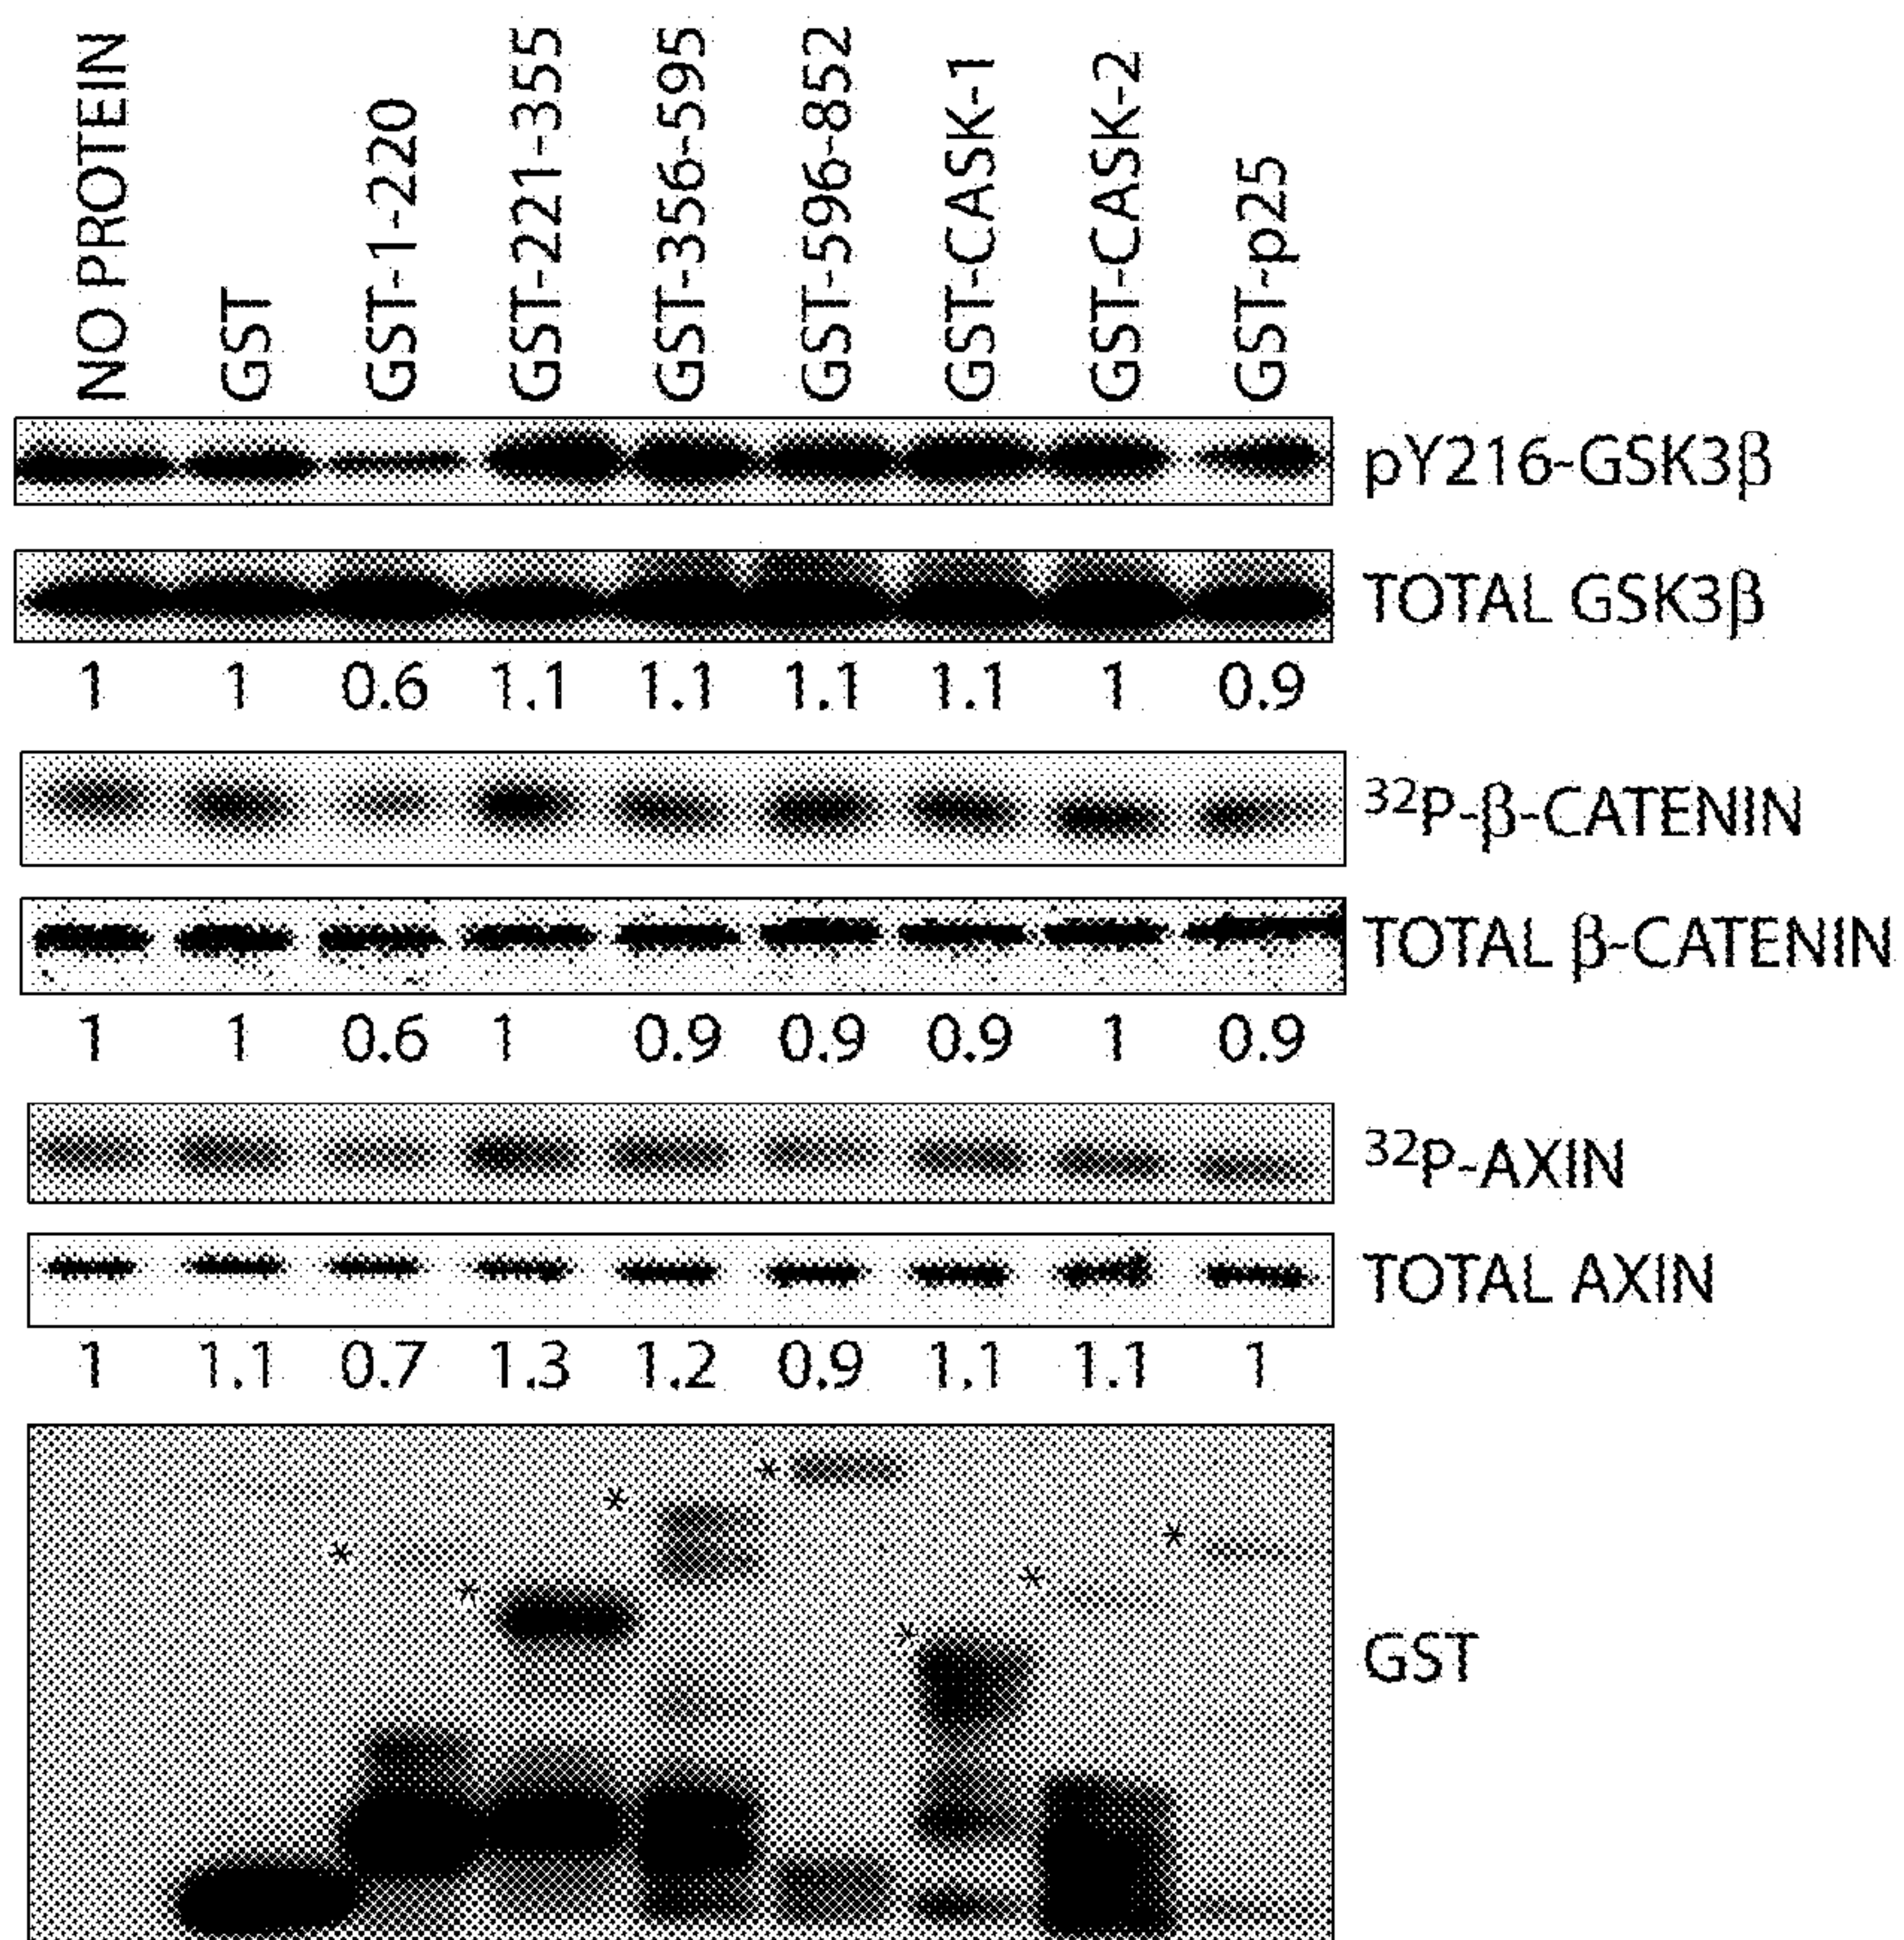 NO PROTEIN
GST
GST-1-220
GST-221-355
GST-356-595
GST-596-852
GST-CASK-1
GST-CASK-2
GST-p25
pY216-GSK3β
TOTAL GSK3β
1 1 0.6 1.1 1.1 1.1 1.1 1 0.9
³²P-β-CATENIN
TOTAL β-CATENIN
1 1 0.6 1 0.9 0.9 0.9 1 0.9
³²P-AXIN
TOTAL AXIN
1 1.1 0.7 1.3 1.2 0.9 1.1 1.1 1
* * * * * * *
GST